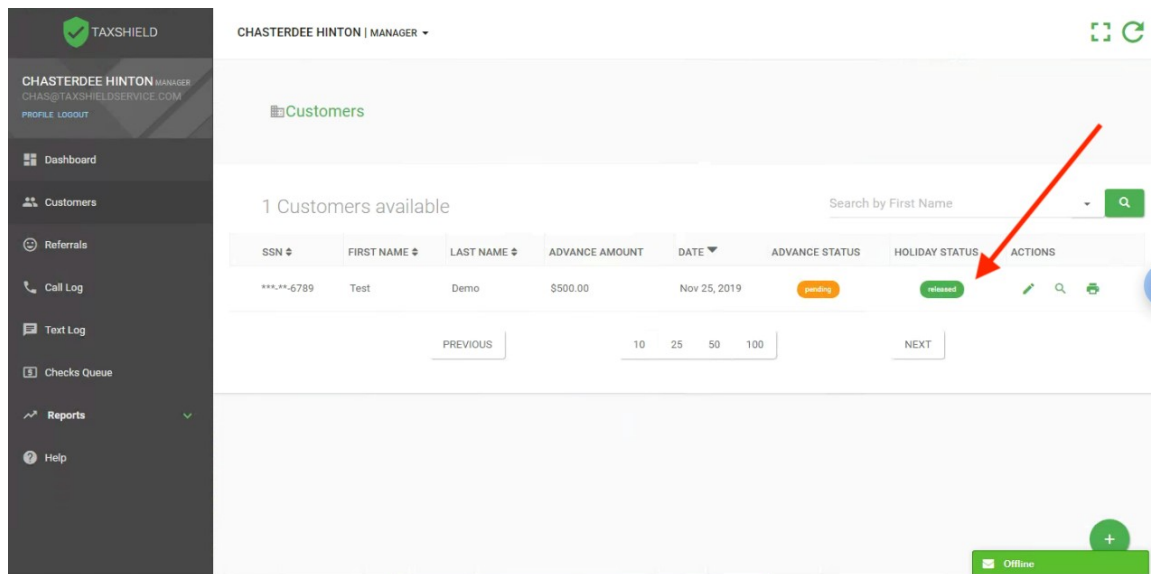 TAXSHIELD
CHASTERDEE HINTON | MANAGER
CHASTERDEE HINTON MANAGER
CHAS@TAXSHIELDSERVICE.COM
PROFILE LOGOUT
Customers
Dashboard
Customers
Referrals
Call Log
Text Log
Checks Queue
Reports
Help
1 Customers available
Search by First Name
SSN FIRST NAME LAST NAME ADVANCE AMOUNT DATE ADVANCE STATUS HOLIDAY STATUS ACTIONS
***-**-6789 Test Demo $500.00 Nov 25, 2019 pending released
PREVIOUS 10 25 50 100 NEXT
Offline